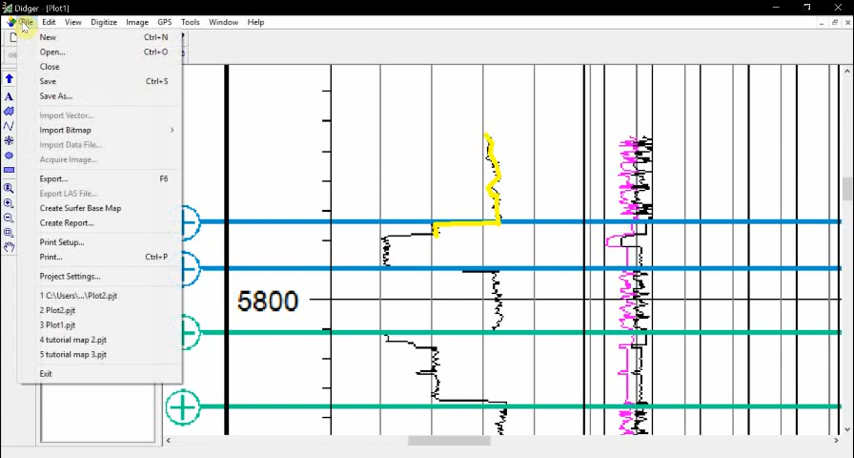 Didger - [Plot1]
File Edit View Digitize Image GPS Tools Window Help
New Ctrl+N
Open... Ctrl+O
Close
Save Ctrl+S
Save As...
Import Vector...
Import Bitmap
Import Data File...
Acquire Image...
Export... F6
Export LAS File...
Create Surfer Base Map
Create Report...
Print Setup...
Print... Ctrl+P
Project Settings...
1 C:\Users\...\Plot2.pjt
2 Plot2.pjt
3 Plot1.pjt
4 tutorial map 2.pjt
5 tutorial map 3.pjt
Exit
5800